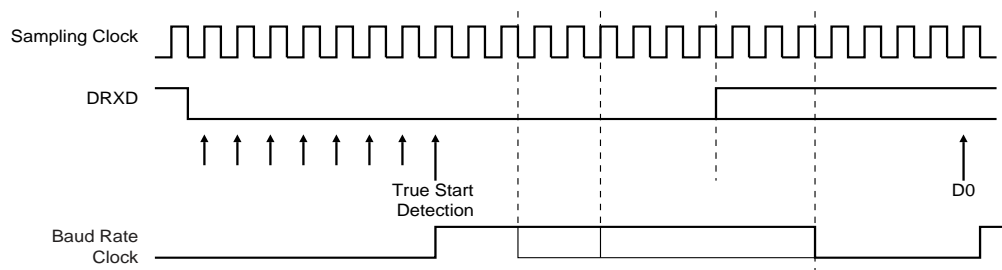 Sampling Clock
DRXD
True Start
Detection
D0
Baud Rate
Clock